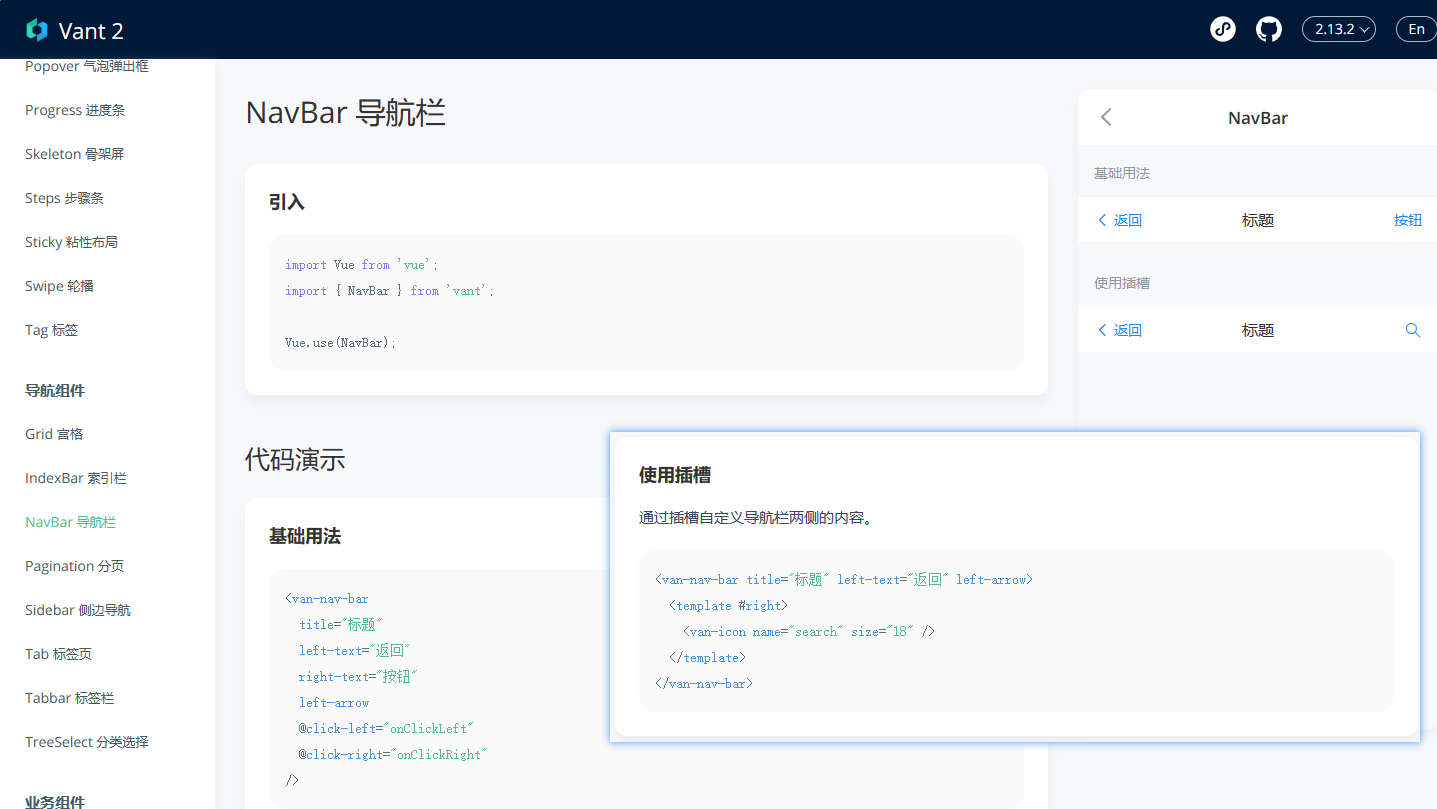 Vant 2
2.13.2
En
Popover 气泡弹出框
Progress 进度条
Skeleton 骨架屏
Steps 步骤条
Sticky 粘性布局
Swipe 轮播
Tag 标签
导航组件
Grid 宫格
IndexBar 索引栏
NavBar 导航栏
Pagination 分页
Sidebar 侧边导航
Tab 标签页
Tabbar 标签栏
TreeSelect 分类选择
业务组件
NavBar 导航栏
引入
import Vue from 'vue';
import { NavBar } from 'vant';
Vue.use(NavBar);
代码演示
基础用法
<van-nav-bar
  title="标题"
  left-text="返回"
  right-text="按钮"
  left-arrow
  @click-left="onClickLeft"
  @click-right="onClickRight"
/>
使用插槽
通过插槽自定义导航栏两侧的内容。
<van-nav-bar title="标题" left-text="返回" left-arrow>
  <template #right>
    <van-icon name="search" size="18" />
  </template>
</van-nav-bar>
NavBar
基础用法
返回 标题 按钮
使用插槽
返回 标题